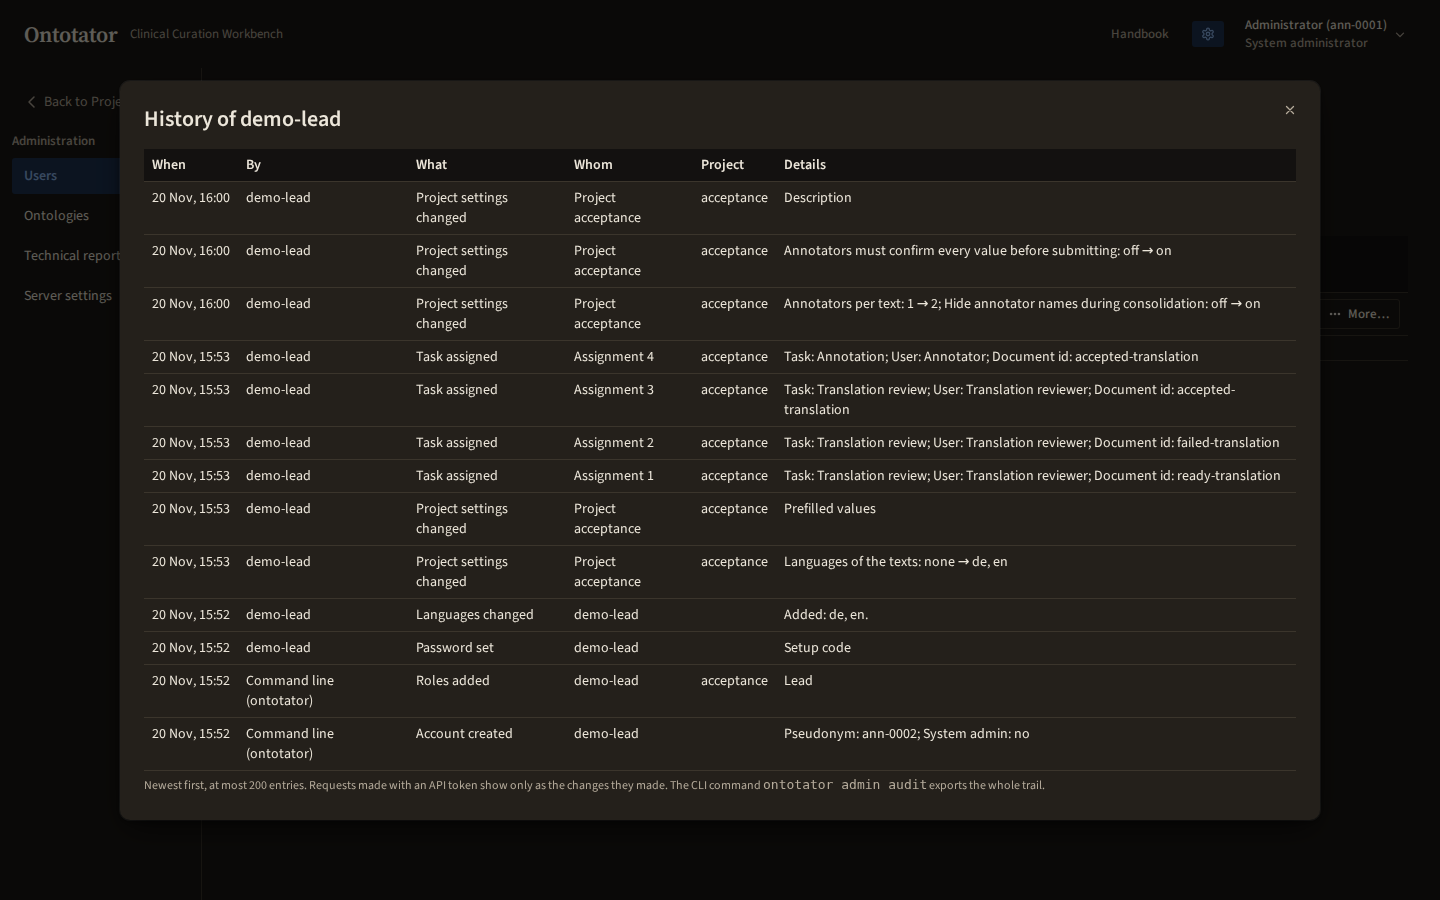 Ontotator Clinical Curation Workbench Handbook Administrator (ann-0001)
System administrator
Back to Proje
Administration
Users
Ontologies
Technical report
Server settings
More…
History of demo-lead
When By What Whom Project Details
20 Nov, 16:00 demo-lead Project settings changed Project acceptance acceptance Description
20 Nov, 16:00 demo-lead Project settings changed Project acceptance acceptance Annotators must confirm every value before submitting: off → on
20 Nov, 16:00 demo-lead Project settings changed Project acceptance acceptance Annotators per text: 1 → 2; Hide annotator names during consolidation: off → on
20 Nov, 15:53 demo-lead Task assigned Assignment 4 acceptance Task: Annotation; User: Annotator; Document id: accepted-translation
20 Nov, 15:53 demo-lead Task assigned Assignment 3 acceptance Task: Translation review; User: Translation reviewer; Document id: accepted-translation
20 Nov, 15:53 demo-lead Task assigned Assignment 2 acceptance Task: Translation review; User: Translation reviewer; Document id: failed-translation
20 Nov, 15:53 demo-lead Task assigned Assignment 1 acceptance Task: Translation review; User: Translation reviewer; Document id: ready-translation
20 Nov, 15:53 demo-lead Project settings changed Project acceptance acceptance Prefilled values
20 Nov, 15:53 demo-lead Project settings changed Project acceptance acceptance Languages of the texts: none → de, en
20 Nov, 15:52 demo-lead Languages changed demo-lead Added: de, en.
20 Nov, 15:52 demo-lead Password set demo-lead Setup code
20 Nov, 15:52 Command line (ontotator) Roles added demo-lead acceptance Lead
20 Nov, 15:52 Command line (ontotator) Account created demo-lead Pseudonym: ann-0002; System admin: no
Newest first, at most 200 entries. Requests made with an API token show only as the changes they made. The CLI command ontotator admin audit exports the whole trail.